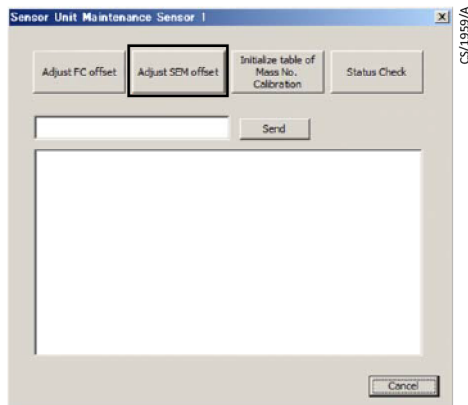 Sensor Unit Maintenance Sensor 1
CS/1959/A
Adjust FC offset
Adjust SEM offset
Initialize table of
Mass No.
Calibration
Status Check
Send
Cancel